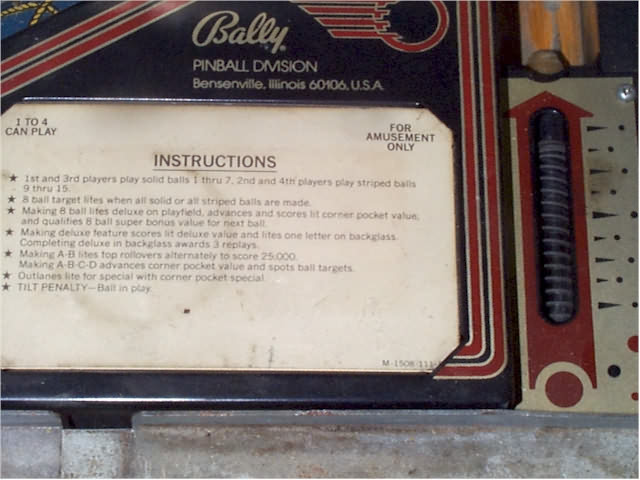 Bally
PINBALL DIVISION
Bensenville, Illinois 60106, U.S.A.
1 TO 4
CAN PLAY
FOR
AMUSEMENT
ONLY
INSTRUCTIONS
★ 1st and 3rd players play solid balls 1 thru 7, 2nd and 4th players play striped balls
9 thru 15.
★ 8 ball target lites when all solid or all striped balls are made.
★ Making 8 ball lites deluxe on playfield, advances and scores lit corner pocket value,
and qualifies 8 ball super bonus value for next ball.
★ Making deluxe feature scores lit deluxe value and lites one letter on backglass.
Completing deluxe in backglass awards 3 replays.
★ Making A-B lites top rollovers alternately to score 25,000.
Making A-B-C-D advances corner pocket value and spots ball targets.
★ Outlanes lite for special with corner pocket special.
★ TILT PENALTY—Ball in play.